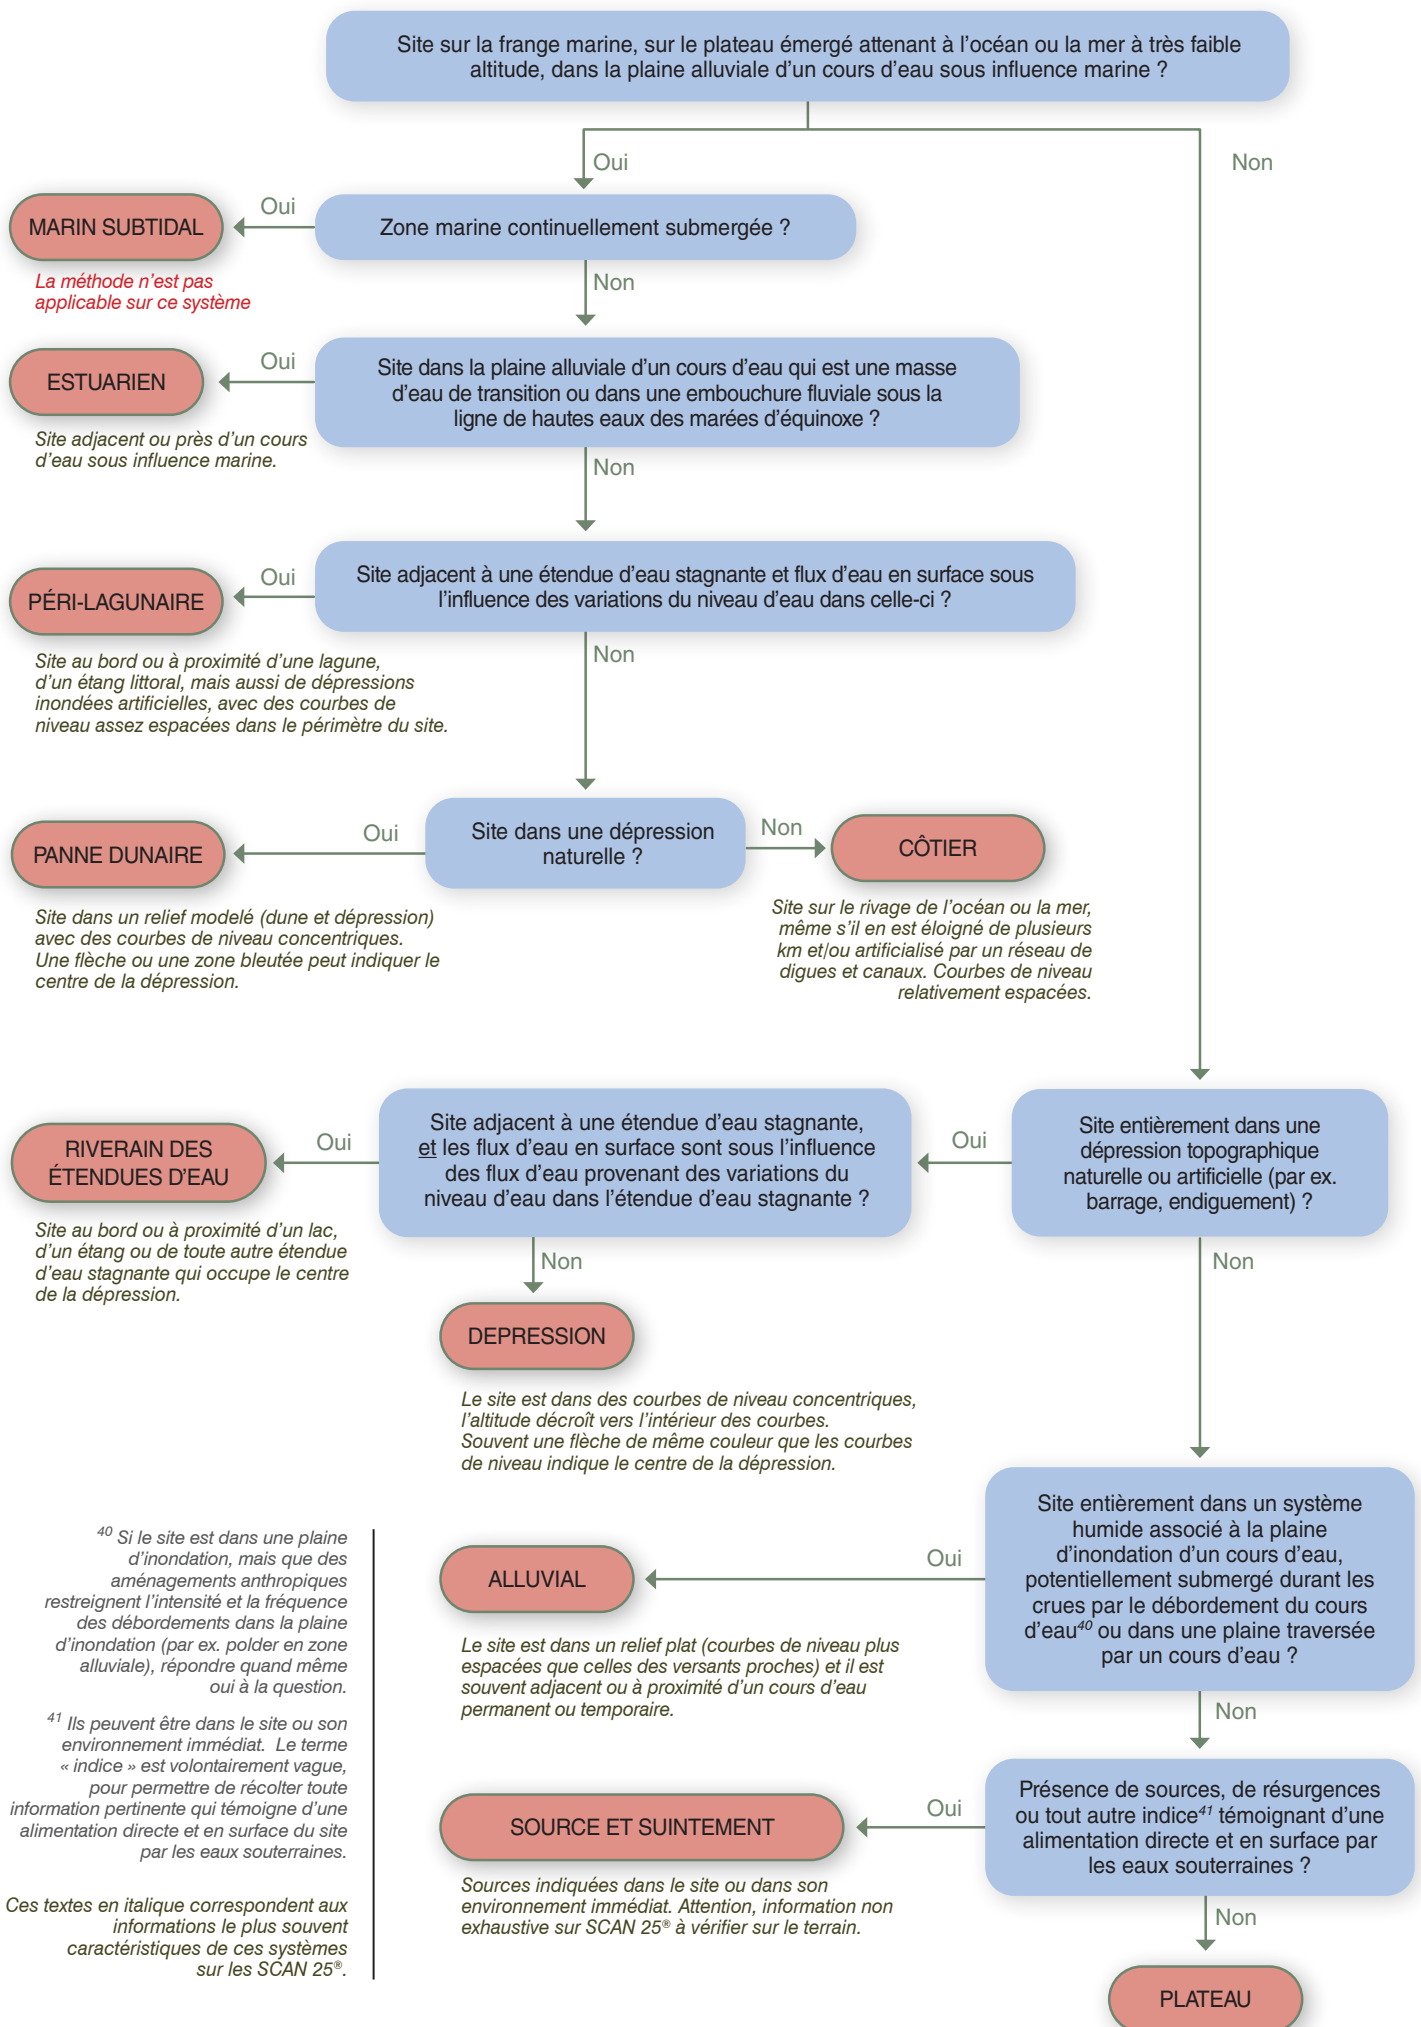 Site sur la frange marine, sur le plateau émergé attenant à l’océan ou la mer à très faible
altitude, dans la plaine alluviale d’un cours d’eau sous influence marine ?
Oui
Non
MARIN SUBTIDAL
Oui
Zone marine continuellement submergée ?
La méthode n’est pas
applicable sur ce système
Non
ESTUARIEN
Oui
Site dans la plaine alluviale d’un cours d’eau qui est une masse
d’eau de transition ou dans une embouchure fluviale sous la
ligne de hautes eaux des marées d’équinoxe ?
Site adjacent ou près d’un cours
d’eau sous influence marine.
Non
PÉRI-LAGUNAIRE
Oui
Site adjacent à une étendue d’eau stagnante et flux d’eau en surface sous
l’influence des variations du niveau d’eau dans celle-ci ?
Site au bord ou à proximité d’une lagune,
d’un étang littoral, mais aussi de dépressions
inondées artificielles, avec des courbes de
niveau assez espacées dans le périmètre du site.
Non
PANNE DUNAIRE
Oui
Site dans une dépression
naturelle ?
Non
CÔTIER
Site dans un relief modelé (dune et dépression)
avec des courbes de niveau concentriques.
Une flèche ou une zone bleutée peut indiquer le
centre de la dépression.
Site sur le rivage de l’océan ou la mer,
même s’il en est éloigné de plusieurs
km et/ou artificialisé par un réseau de
digues et canaux. Courbes de niveau
relativement espacées.
RIVERAIN DES
ÉTENDUES D’EAU
Oui
Site adjacent à une étendue d’eau stagnante,
et les flux d’eau en surface sont sous l’influence
des flux d’eau provenant des variations du
niveau d’eau dans l’étendue d’eau stagnante ?
Oui
Site entièrement dans une
dépression topographique
naturelle ou artificielle (par ex.
barrage, endiguement) ?
Site au bord ou à proximité d’un lac,
d’un étang ou de toute autre étendue
d’eau stagnante qui occupe le centre
de la dépression.
Non
Non
DEPRESSION
Le site est dans des courbes de niveau concentriques,
l’altitude décroît vers l’intérieur des courbes.
Souvent une flèche de même couleur que les courbes
de niveau indique le centre de la dépression.
ALLUVIAL
Oui
Site entièrement dans un système
humide associé à la plaine
d’inondation d’un cours d’eau,
potentiellement submergé durant les
crues par le débordement du cours
d’eau40 ou dans une plaine traversée
par un cours d’eau ?
Le site est dans un relief plat (courbes de niveau plus
espacées que celles des versants proches) et il est
souvent adjacent ou à proximité d’un cours d’eau
permanent ou temporaire.
Non
SOURCE ET SUINTEMENT
Oui
Présence de sources, de résurgences
ou tout autre indice41 témoignant d’une
alimentation directe et en surface par
les eaux souterraines ?
Sources indiquées dans le site ou dans son
environnement immédiat. Attention, information non
exhaustive sur SCAN 25® à vérifier sur le terrain.
Non
PLATEAU
40 Si le site est dans une plaine
d’inondation, mais que des
aménagements anthropiques
restreignent l’intensité et la fréquence
des débordements dans la plaine
d’inondation (par ex. polder en zone
alluviale), répondre quand même
oui à la question.
41 Ils peuvent être dans le site ou son
environnement immédiat. Le terme
« indice » est volontairement vague,
pour permettre de récolter toute
information pertinente qui témoigne d’une
alimentation directe et en surface du site
par les eaux souterraines.
Ces textes en italique correspondent aux
informations le plus souvent
caractéristiques de ces systèmes
sur les SCAN 25®.